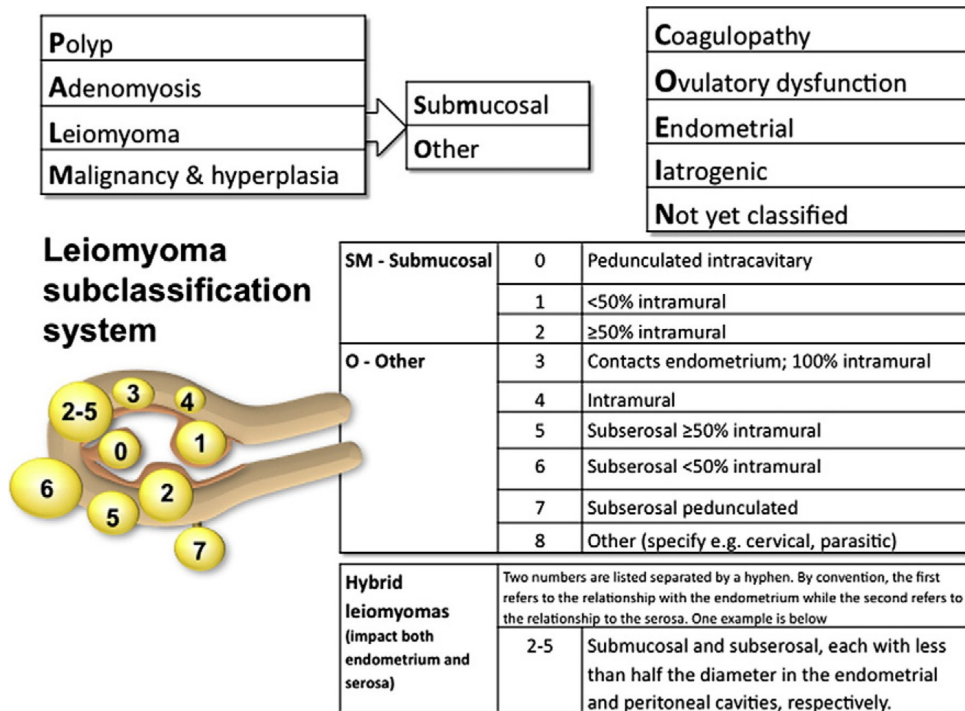 Polyp
Adenomyosis
Leiomyoma
Malignancy & hyperplasia
Submucosal
Other
Coagulopathy
Ovulatory dysfunction
Endometrial
Iatrogenic
Not yet classified
Leiomyoma
subclassification
system
SM - Submucosal
0 Pedunculated intracavitary
1 <50% intramural
2 ≥50% intramural
O - Other
3 Contacts endometrium; 100% intramural
4 Intramural
5 Subserosal ≥50% intramural
6 Subserosal <50% intramural
7 Subserosal pedunculated
8 Other (specify e.g. cervical, parasitic)
2-5
3
4
0
1
6
2
5
7
Hybrid
leiomyomas
(impact both
endometrium and
serosa)
Two numbers are listed separated by a hyphen. By convention, the first
refers to the relationship with the endometrium while the second refers to
the relationship to the serosa. One example is below
2-5 Submucosal and subserosal, each with less
than half the diameter in the endometrial
and peritoneal cavities, respectively.